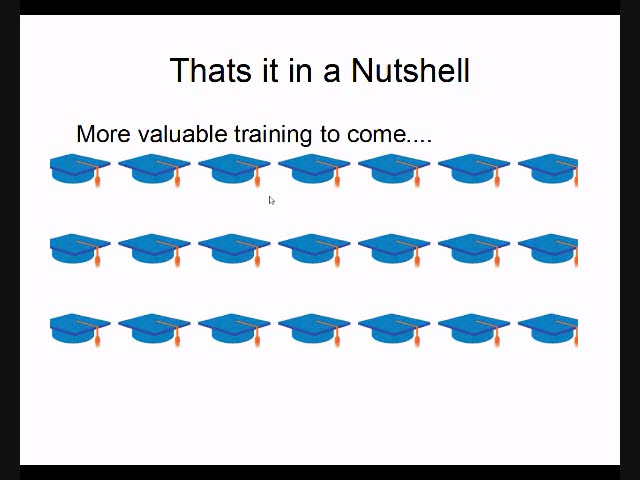 Thats it in a Nutshell
More valuable training to come....